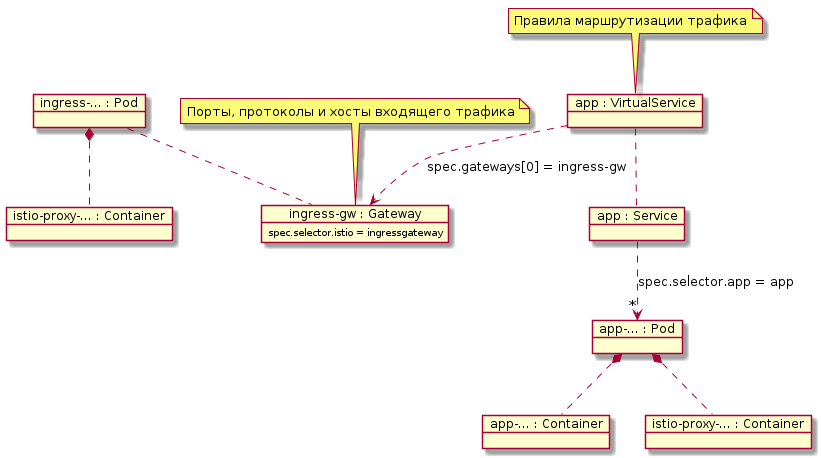 Правила маршрутизации трафика
ingress-... : Pod
Порты, протоколы и хосты входящего трафика
app : VirtualService
spec.gateways[0] = ingress-gw
istio-proxy-... : Container
ingress-gw : Gateway
spec.selector.istio = ingressgateway
app : Service
spec.selector.app = app
*
app-... : Pod
app-... : Container
istio-proxy-... : Container